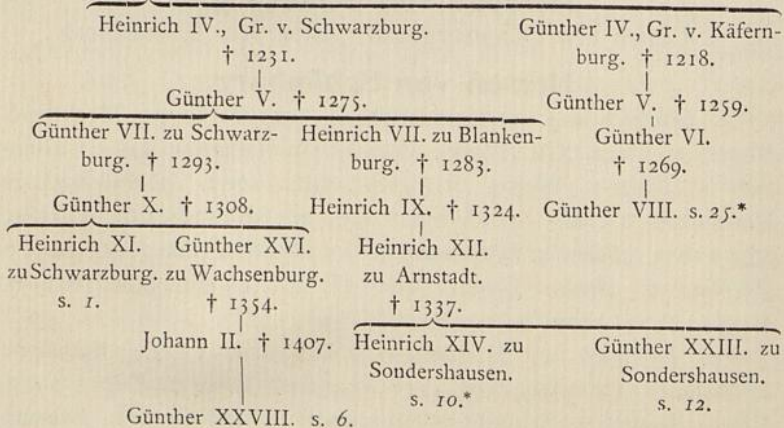 Heinrich IV., Gr. v. Schwarzburg. Günther IV., Gr. v. Käfern-
† 1231. burg. † 1218.
Günther V. † 1275. Günther V. † 1259.
Günther VII. zu Schwarz- Heinrich VII. zu Blanken- Günther VI.
burg. † 1293. burg. † 1283. † 1269.
Günther X. † 1308. Heinrich IX. † 1324. Günther VIII. s. 25.*
Heinrich XI. Günther XVI. Heinrich XII.
zu Schwarzburg. zu Wachsenburg. zu Arnstadt.
s. 1. † 1354. † 1337.
Johann II. † 1407. Heinrich XIV. zu Günther XXIII. zu
Sondershausen. Sondershausen.
s. 10.* s. 12.
Günther XXVIII. s. 6.